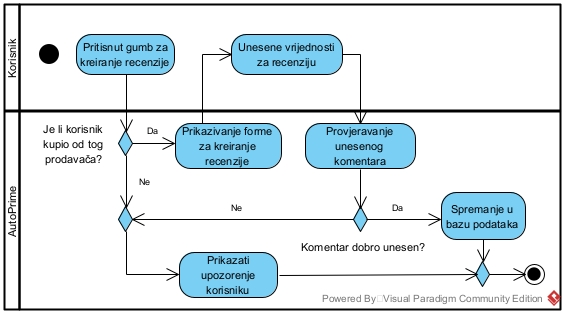 Korisnik
Pritisnut gumb za
kreiranje recenzije
Unesene vrijednosti
za recenziju
AutoPrime
Je li korisnik
kupio od tog
prodavača?
Da
Prikazivanje forme
za kreiranje
recenzije
Provjeravanje
unesenog
komentara
Ne
Ne
Da
Spremanje u
bazu podataka
Komentar dobro unesen?
Prikazati
upozorenje
korisniku
Powered By Visual Paradigm Community Edition